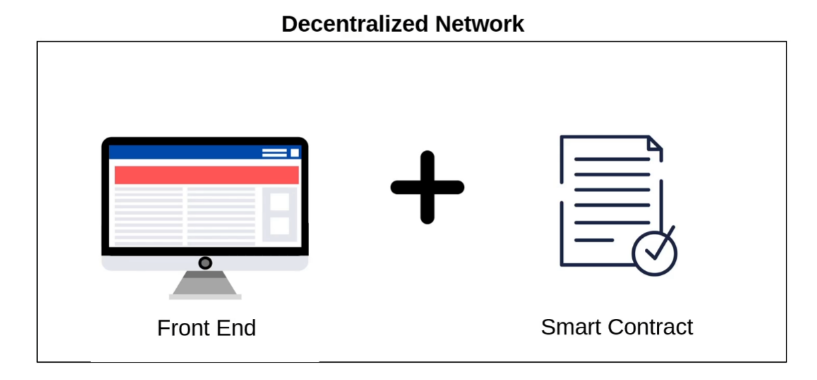 Decentralized Network
Front End
Smart Contract